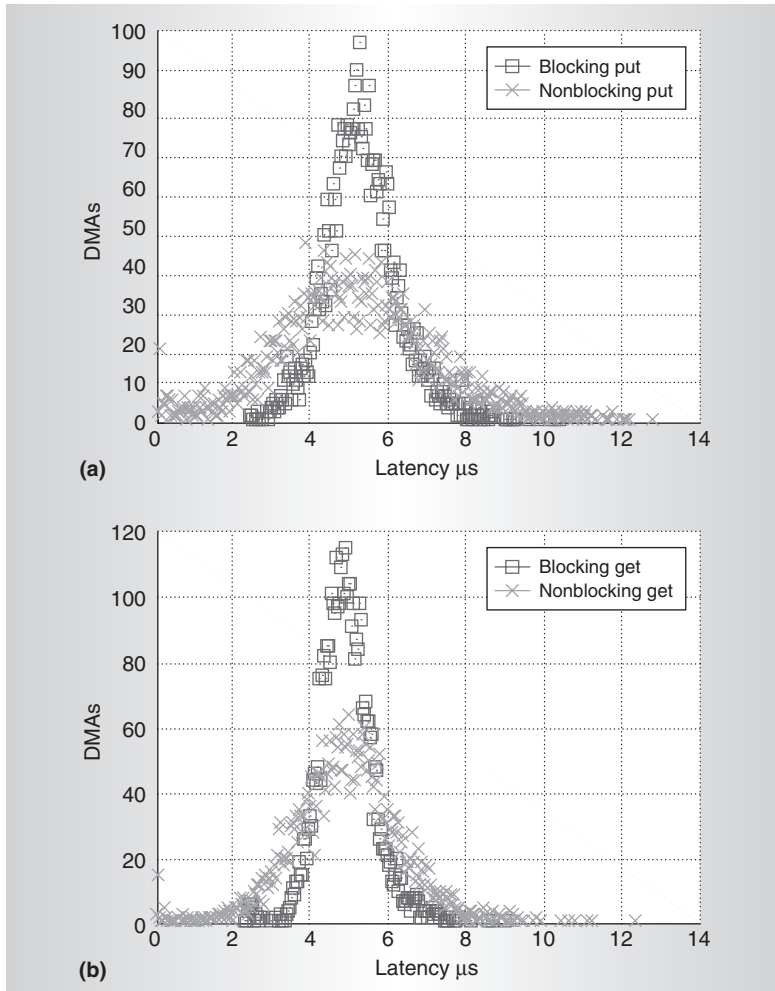 100
90
80
70
60
50
40
30
20
10
0
DMAs
Blocking put
Nonblocking put
0 2 4 6 8 10 12 14
Latency μs
(a)
120
100
80
60
40
20
0
DMAs
Blocking get
Nonblocking get
0 2 4 6 8 10 12 14
Latency μs
(b)